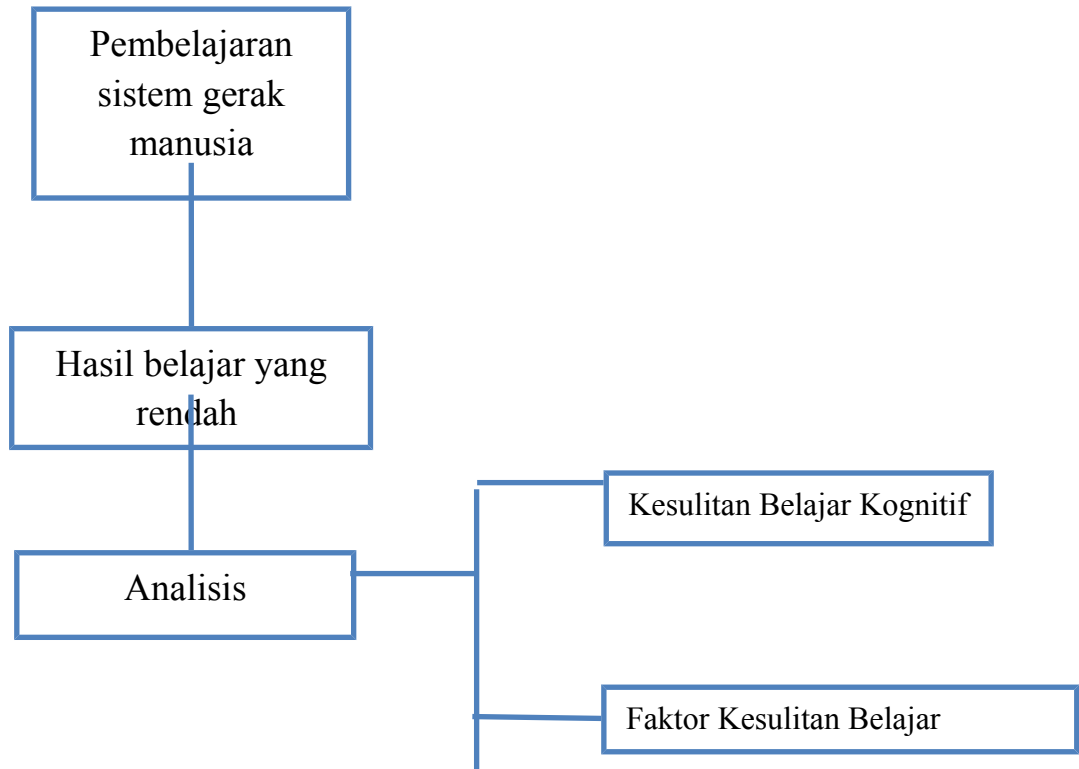 Pembelajaran
sistem gerak
manusia
Hasil belajar yang
rendah
Kesulitan Belajar Kognitif
Analisis
Faktor Kesulitan Belajar